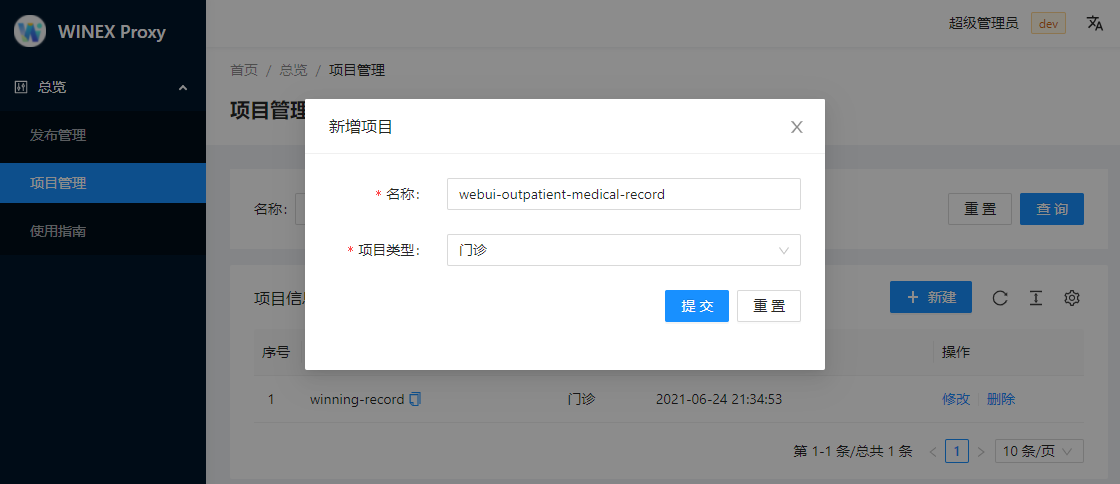 WINEX Proxy
超级管理员 dev
总览
发布管理
项目管理
使用指南
首页 / 总览 / 项目管理
项目管理
名称:
重 置 查 询
新增项目
* 名称: webui-outpatient-medical-record
* 项目类型: 门诊
提 交 重 置
项目信
+ 新建
序号 操作
1 winning-record 门诊 2021-06-24 21:34:53 修改 删除
第 1-1 条/总共 1 条 < 1 > 10 条/页